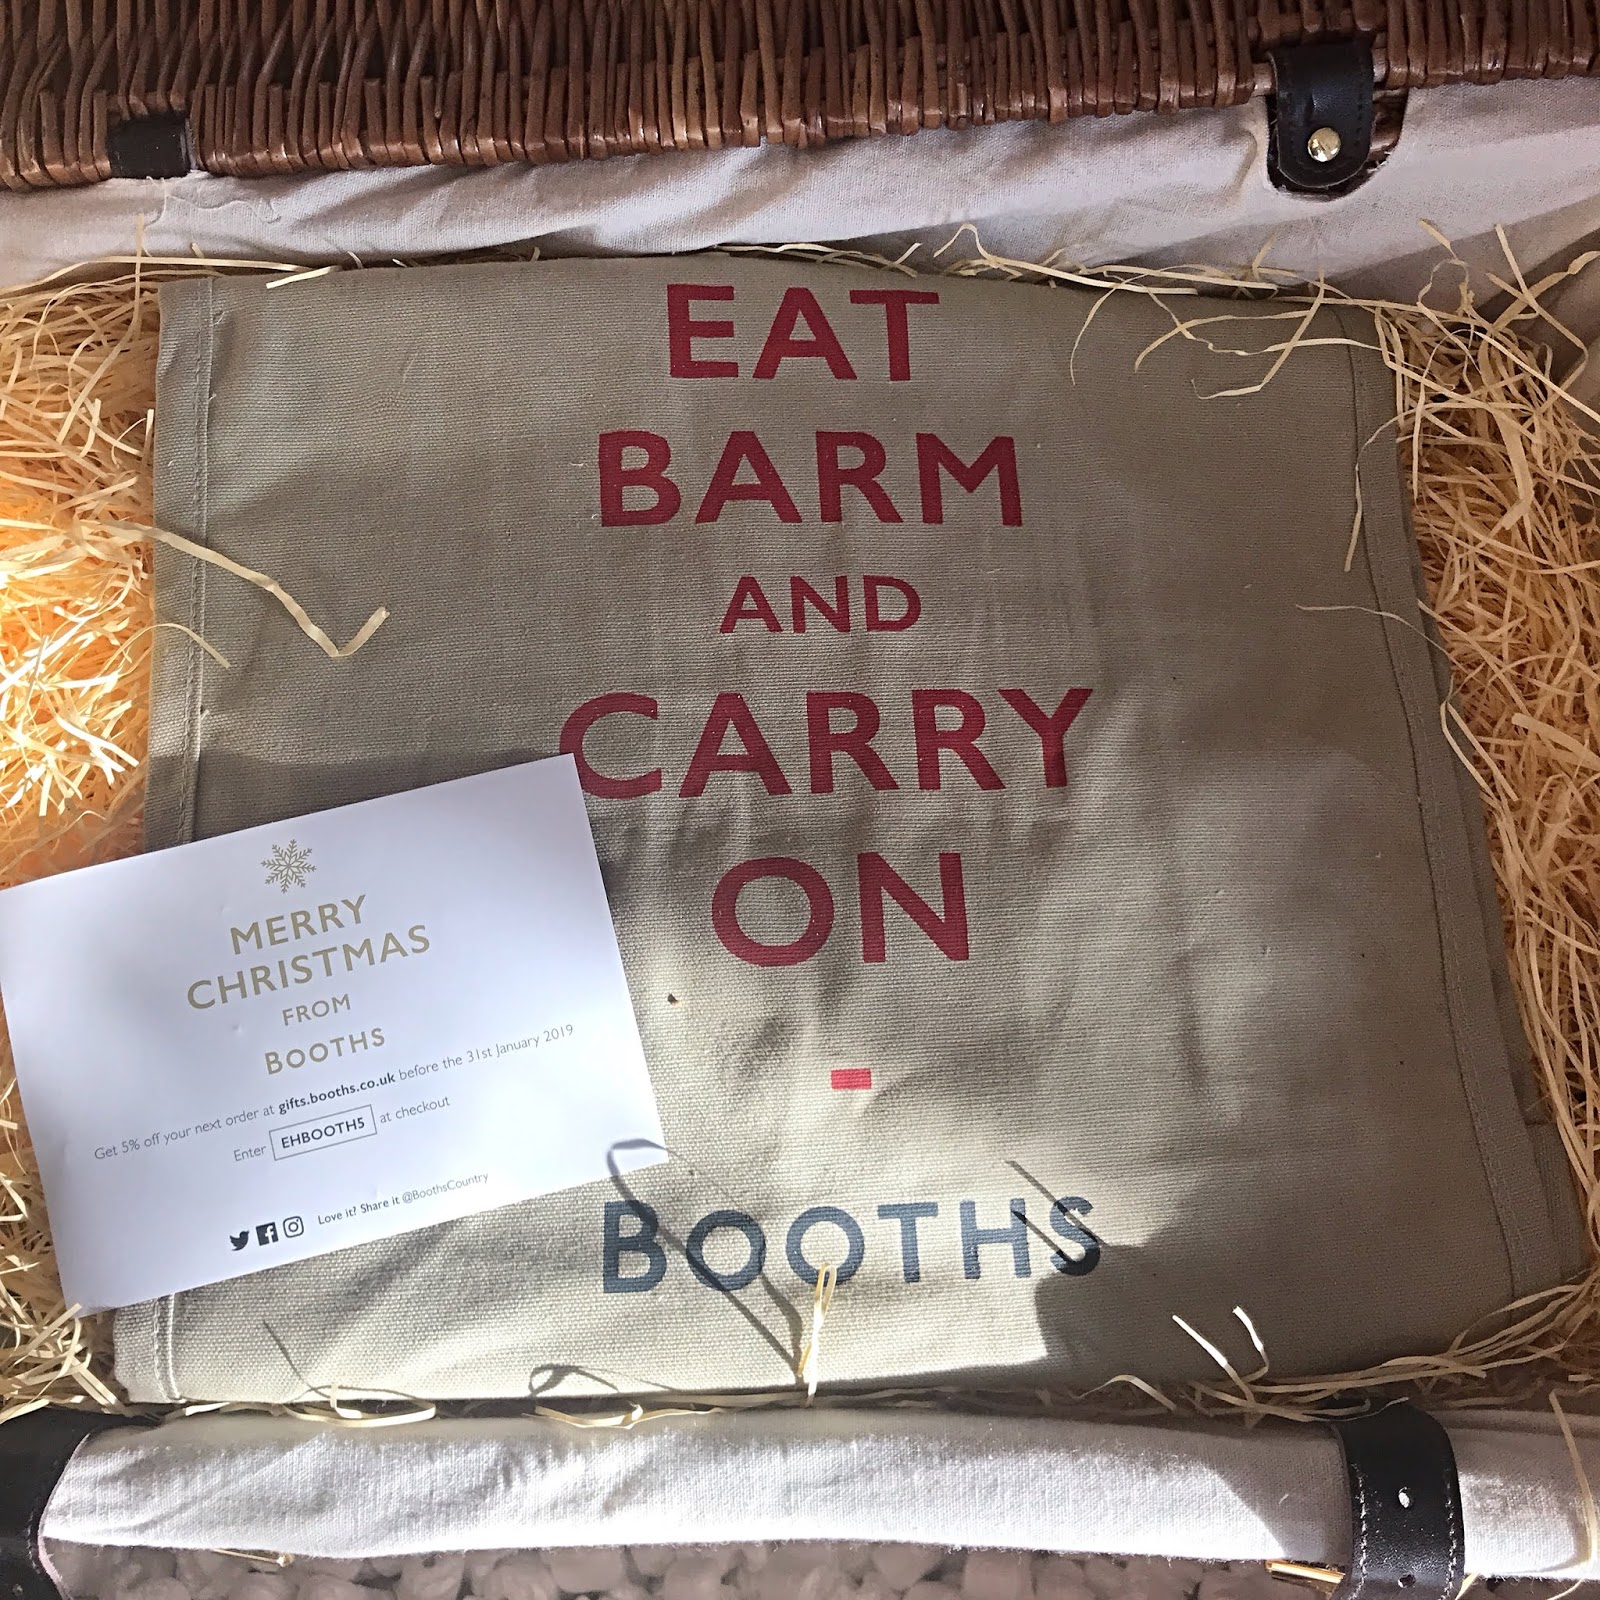 EAT
BARM
AND
CARRY
ON
-
BOOTHS
MERRY
CHRISTMAS
FROM
BOOTHS
Get 5% off your next order at gifts.booths.co.uk before the 31st January 2019
Enter EHBOOTH5 at checkout
Love it? Share it @BoothsCountry